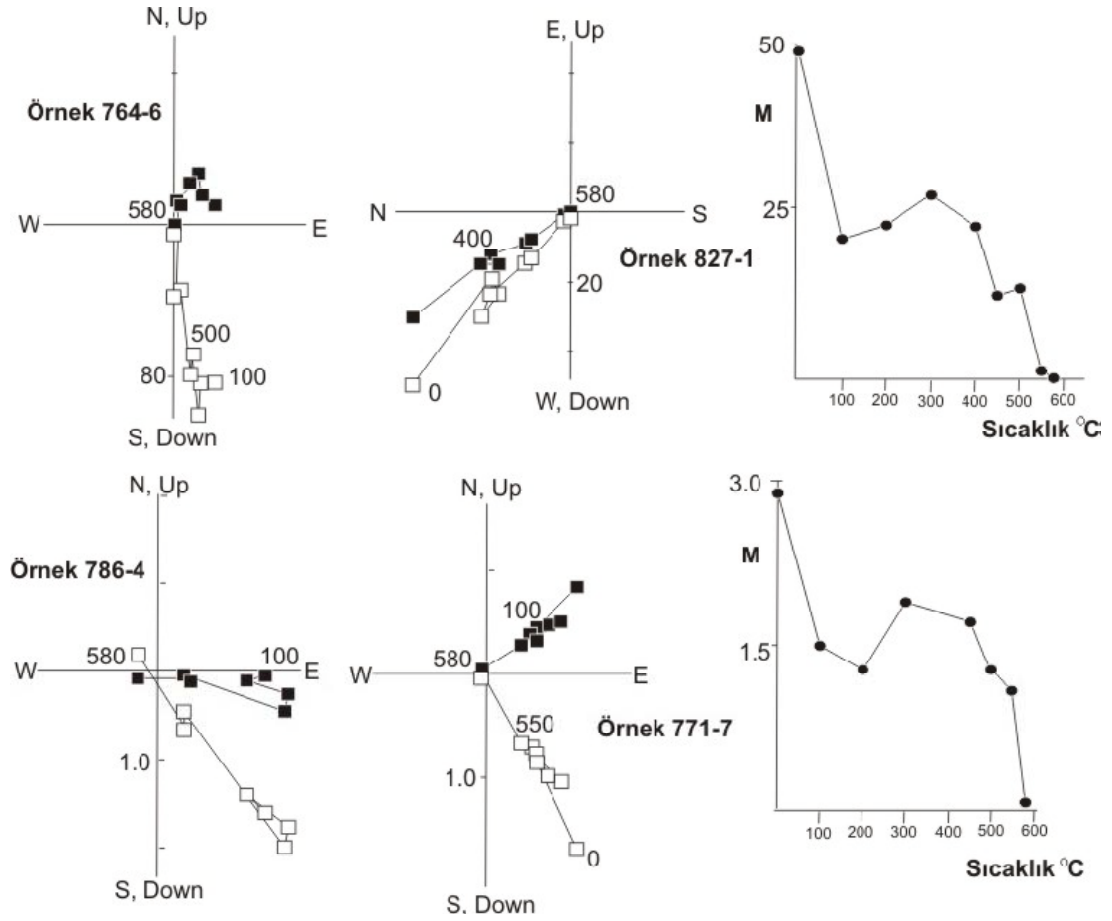 N, Up
Örnek 764-6
580
W
E
500
80
100
S, Down
E, Up
580
N
S
400
Örnek 827-1
20
0
W, Down
50
M
25
100
200
300
400
500
600
Sıcaklık °C
N, Up
Örnek 786-4
580
100
W
E
1.0
S, Down
N, Up
100
580
W
E
550
Örnek 771-7
1.0
0
S, Down
3.0
M
1.5
100
200
300
400
500
600
Sıcaklık °C